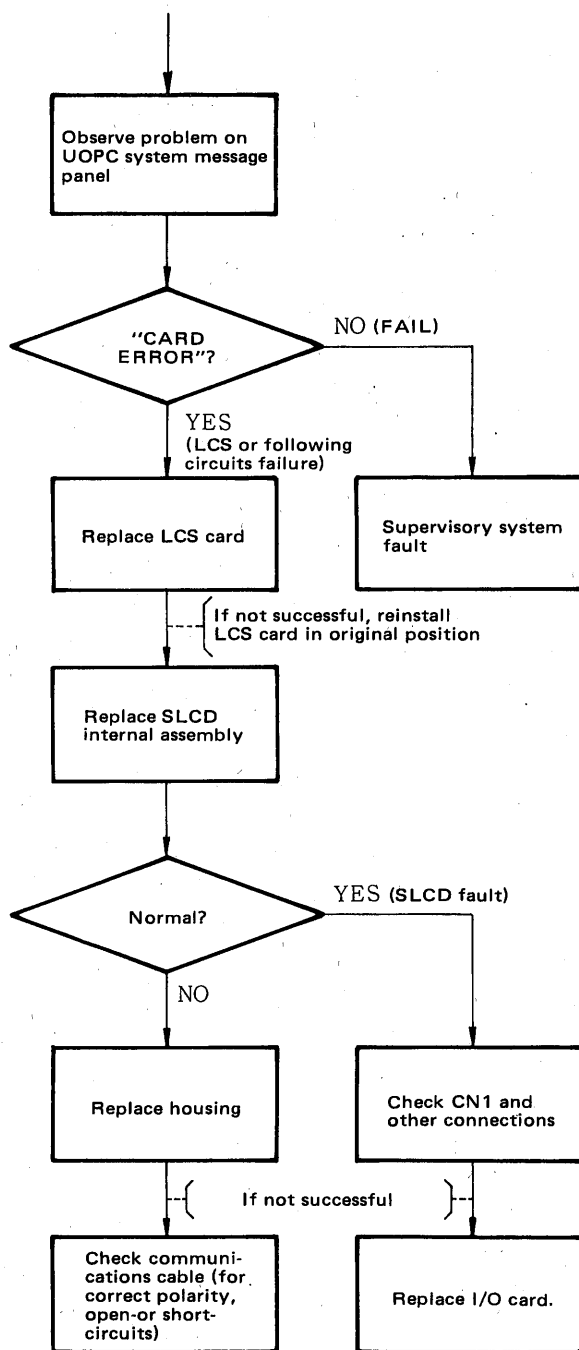 Observe problem on
UOPC system message
panel
"CARD
ERROR"?
NO (FAIL)
YES
(LCS or following
circuits failure)
Replace LCS card
Supervisory system
fault
If not successful, reinstall
LCS card in original position
Replace SLCD
internal assembly
Normal?
YES (SLCD fault)
NO
Replace housing
Check CN1 and
other connections
If not successful
Check communi-
cations cable (for
correct polarity,
open-or short-
circuits)
Replace I/O card.